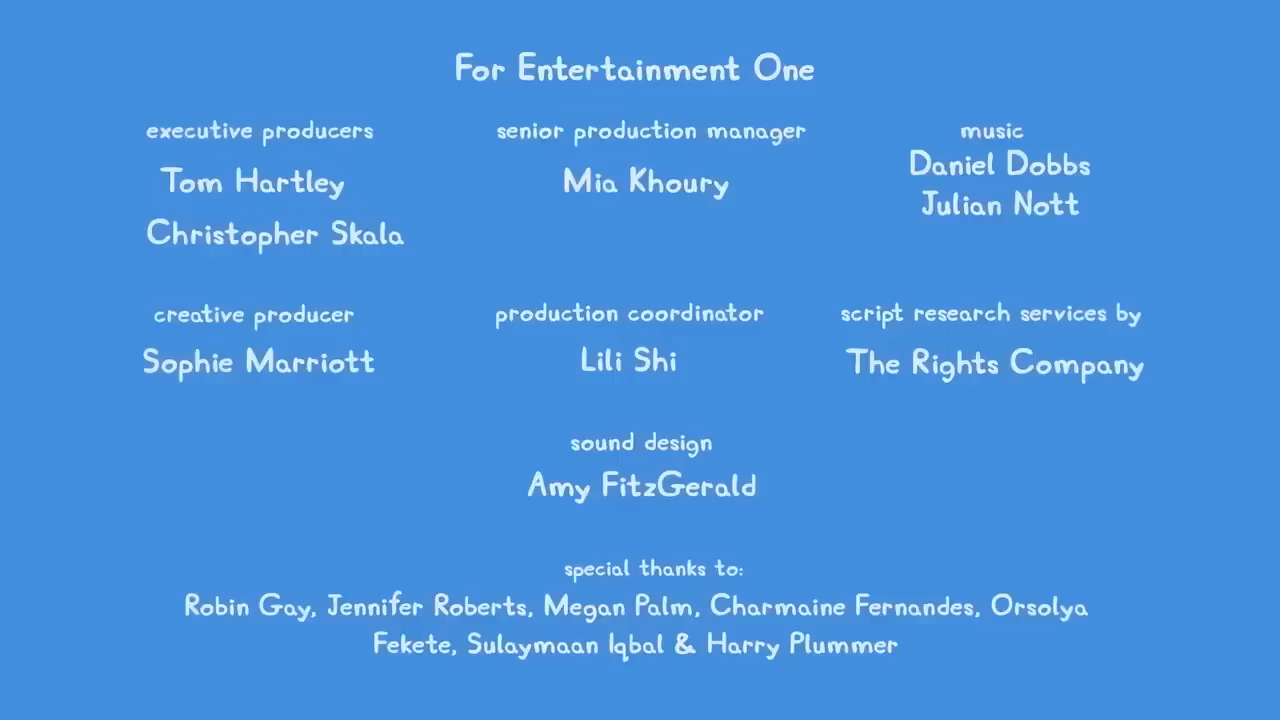 For Entertainment One
executive producers
Tom Hartley
Christopher Skala
senior production manager
Mia Khoury
music
Daniel Dobbs
Julian Nott
creative producer
Sophie Marriott
production coordinator
Lili Shi
script research services by
The Rights Company
sound design
Amy FitzGerald
special thanks to:
Robin Gay, Jennifer Roberts, Megan Palm, Charmaine Fernandes, Orsolya
Fekete, Sulaymaan Iqbal & Harry Plummer